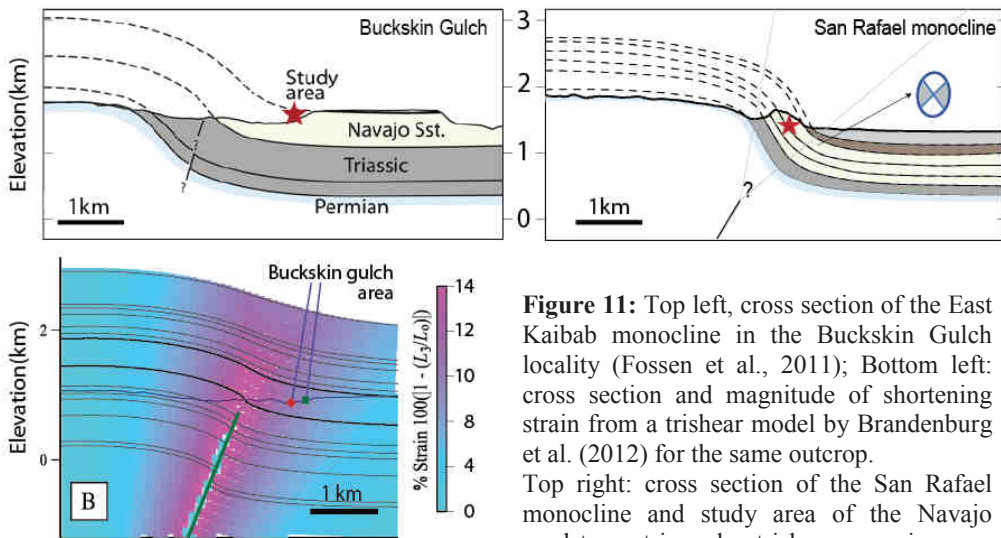 Buckskin Gulch
Elevation(km)
Study
area
Navajo Sst.
Triassic
?
?
Permian
1km
3
2
1
0
San Rafael monocline
?
1km
Buckskin gulch
area
Elevation(km)
2
0
B
1 km
14
12
10
8
6
4
2
0
% Strain 100(|1 - (L₃/L₀)|)
Figure 11: Top left, cross section of the East
Kaibab monocline in the Buckskin Gulch
locality (Fossen et al., 2011); Bottom left:
cross section and magnitude of shortening
strain from a trishear model by Brandenburg
et al. (2012) for the same outcrop.
Top right: cross section of the San Rafael
monocline and study area of the Navajo